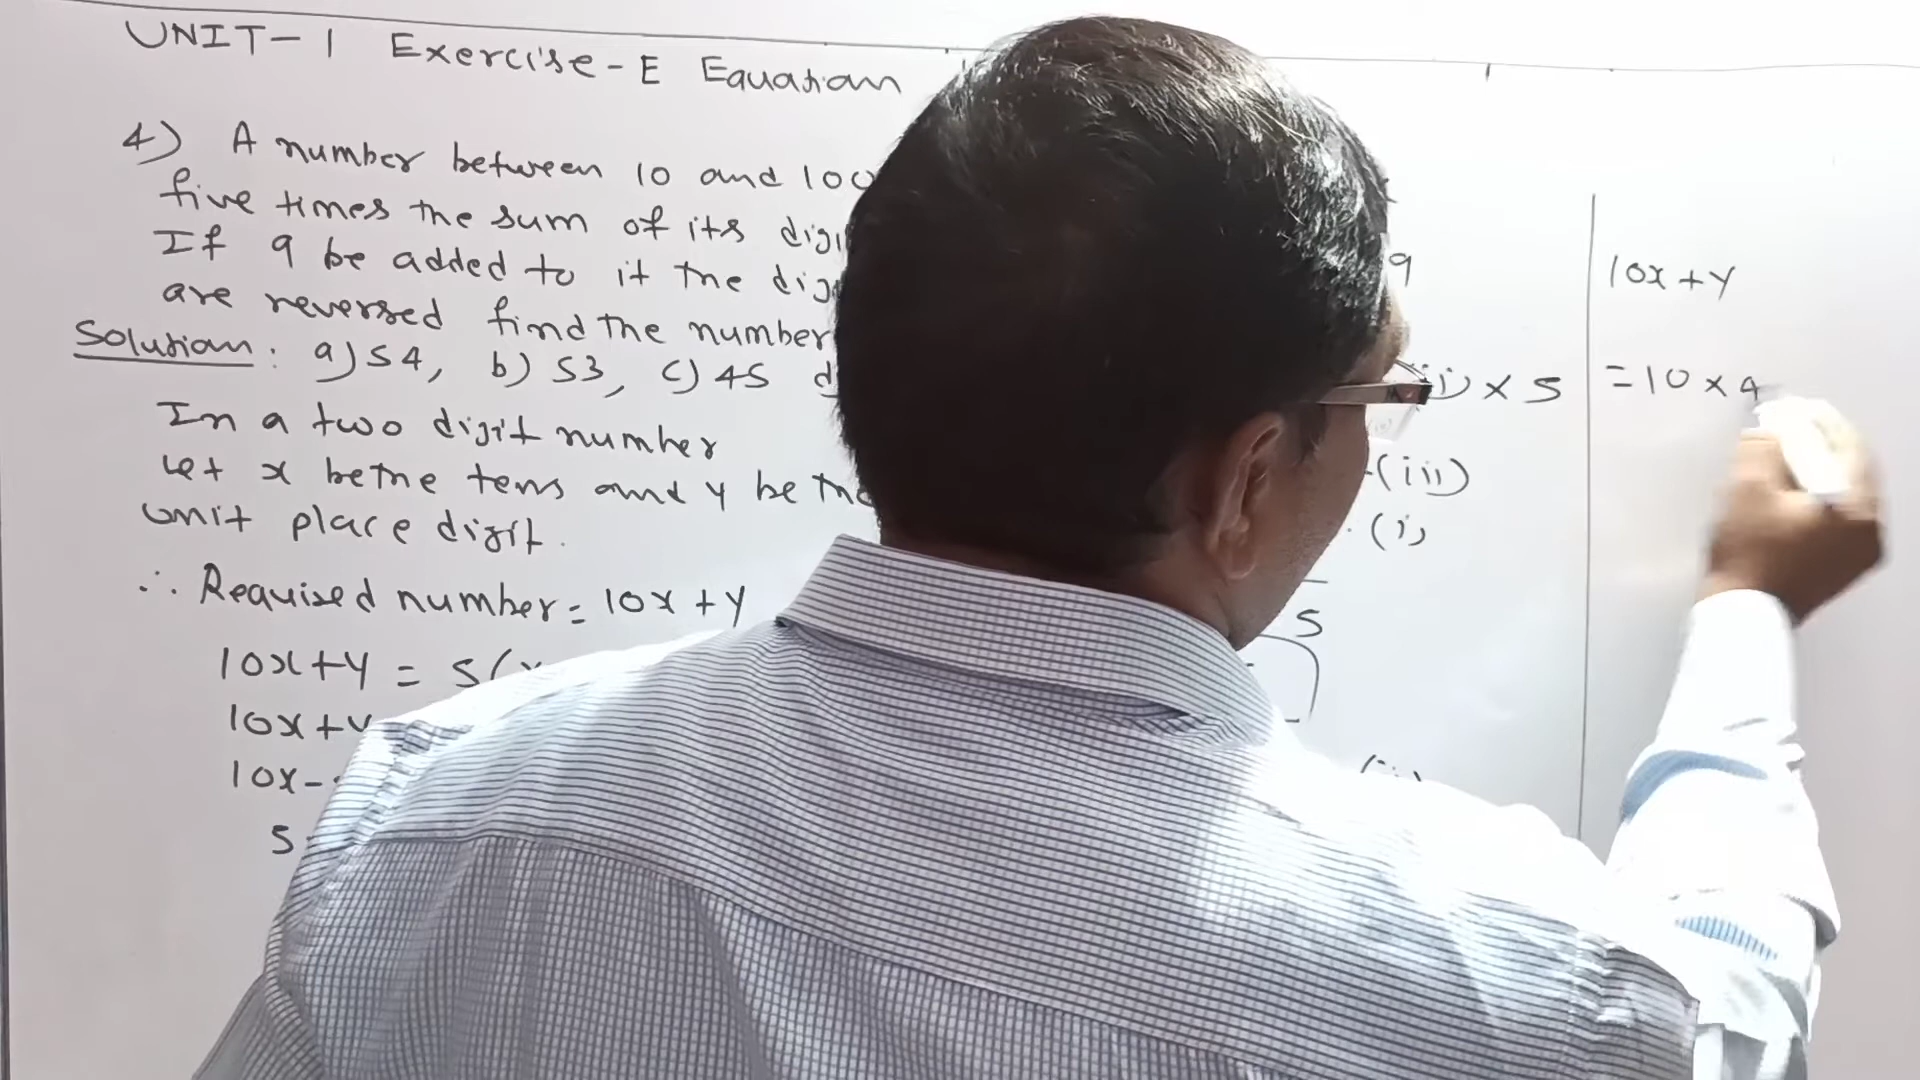 UNIT-1 Exercise-E Equation
4) A number between 10 and 100
five times the sum of its
If 9 be added to it the
are reversed find the number
Solution: a) 54, b) 53, c) 45 d
In a two digit number
let x be the tens and y be the
unit place digit.
∴ Required number = 10x + y
10x+y = 5(x
10x+y
10x-
5
9
(ii) × 5
(iii)
(i)
5
10x+y
=10×4